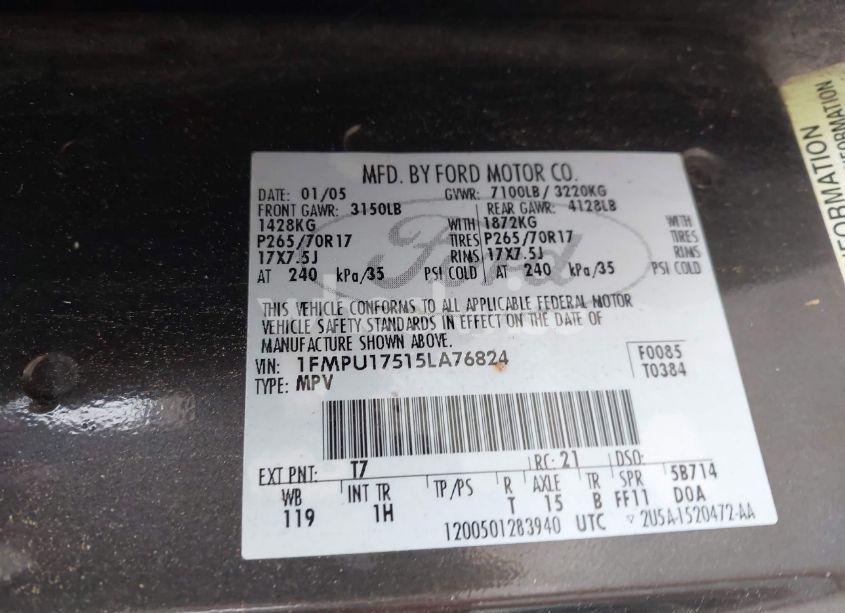 MFD. BY FORD MOTOR CO.
DATE: 01/05 GVWR: 7100LB / 3220KG
FRONT GAWR: 3150LB REAR GAWR: 4128LB
1428KG WITH 1872KG WITH
P265/70R17 TIRES P265/70R17 TIRES
17X7.5J RIMS 17X7.5J RIMS
AT 240 kPa/35 PSI COLD AT 240 kPa/35 PSI COLD
Ford
THIS VEHICLE CONFORMS TO ALL APPLICABLE FEDERAL MOTOR
VEHICLE SAFETY STANDARDS IN EFFECT ON THE DATE OF
MANUFACTURE SHOWN ABOVE.
VIN: 1FMPU17515LA76824 F0085
TYPE: MPV T0384
EXT PNT: T7 RC: 21 DSO:
WB INT TR TP/PS R AXLE TR SPR 5B714
119 1H T 15 B FF11 DOA
1200501283940 UTC ▽ 2U5A-1520472-AA
INFORMATION
INFORMATION